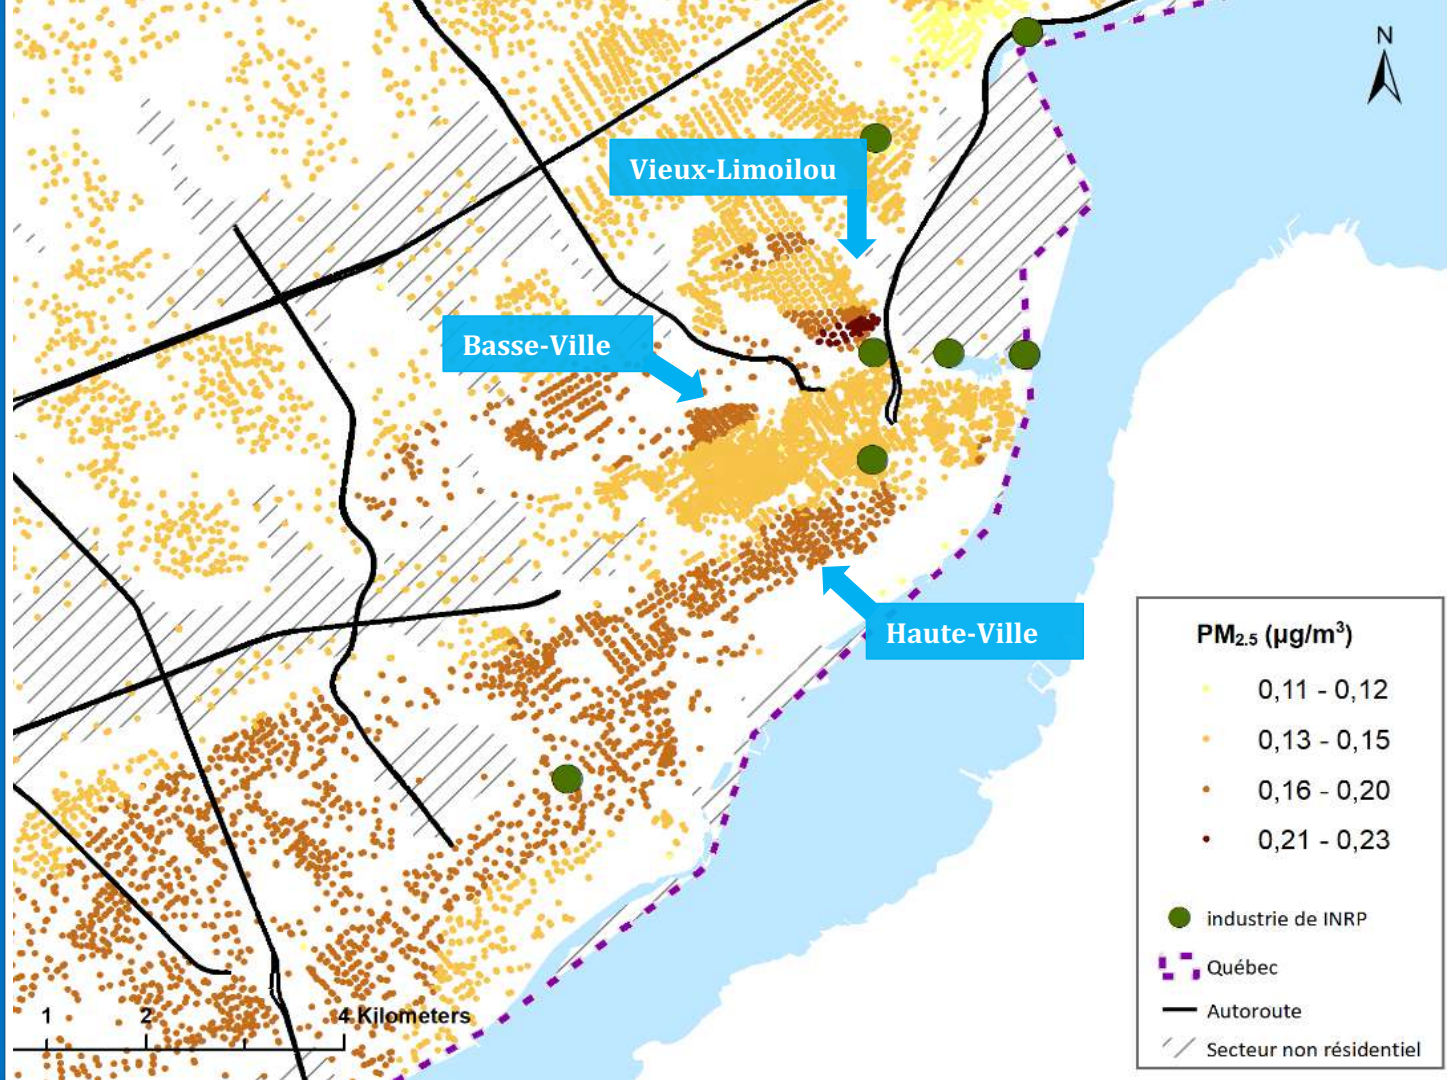 N
Vieux-Limoilou
Basse-Ville
Haute-Ville
PM2.5 (µg/m³)
0,11 - 0,12
0,13 - 0,15
0,16 - 0,20
0,21 - 0,23
industrie de INRP
Québec
Autoroute
Secteur non résidentiel
1 2 4 Kilometers